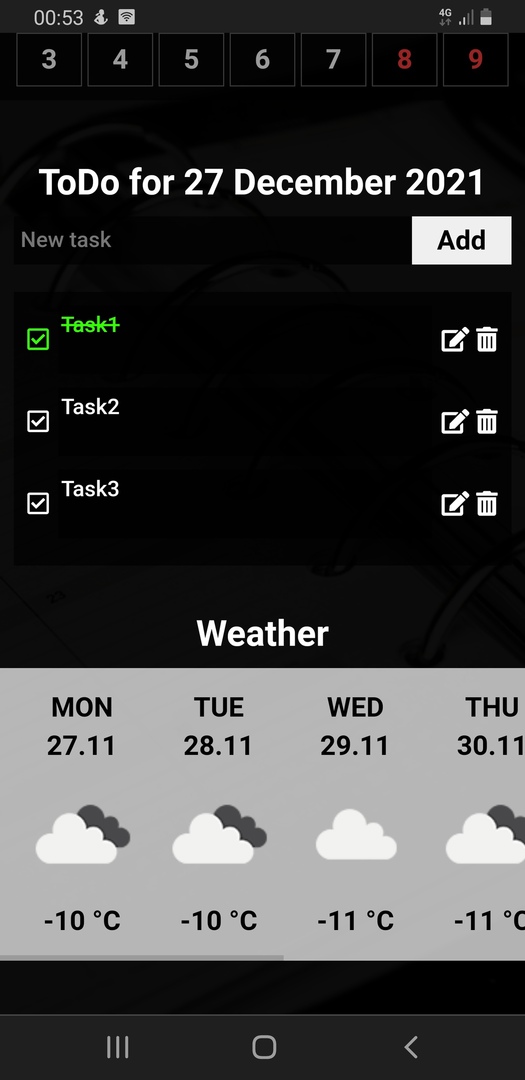 00:53 4G
3 4 5 6 7 8 9
ToDo for 27 December 2021
New task Add
Task1
Task2
Task3
Weather
MON TUE WED THU
27.11 28.11 29.11 30.11
-10 °C -10 °C -11 °C -11 °C